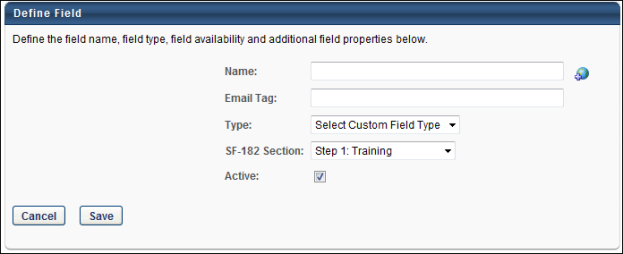 Define Field
Define the field name, field type, field availability and additional field properties below.
Name:
Email Tag:
Type: Select Custom Field Type
SF-182 Section: Step 1: Training
Active:
Cancel Save